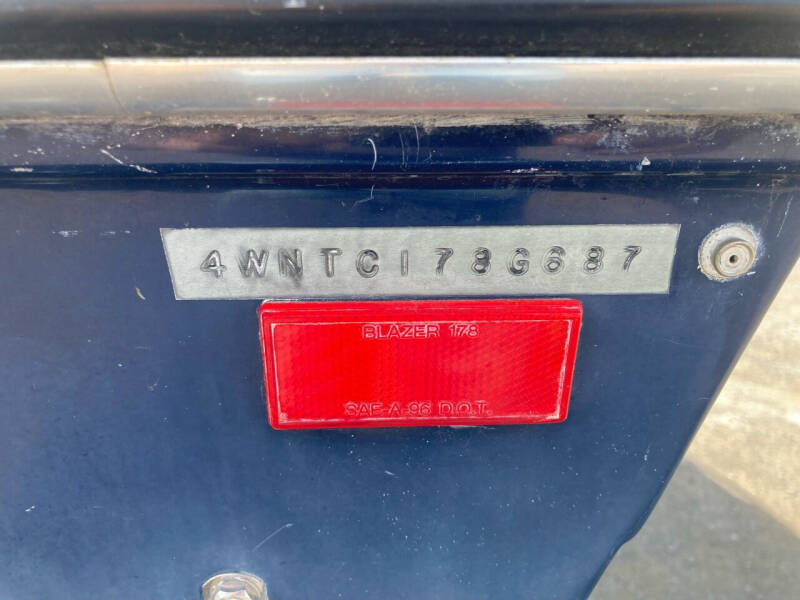 4WNTC178G687
BLAZER 178
SAE-A-96 D.O.T.